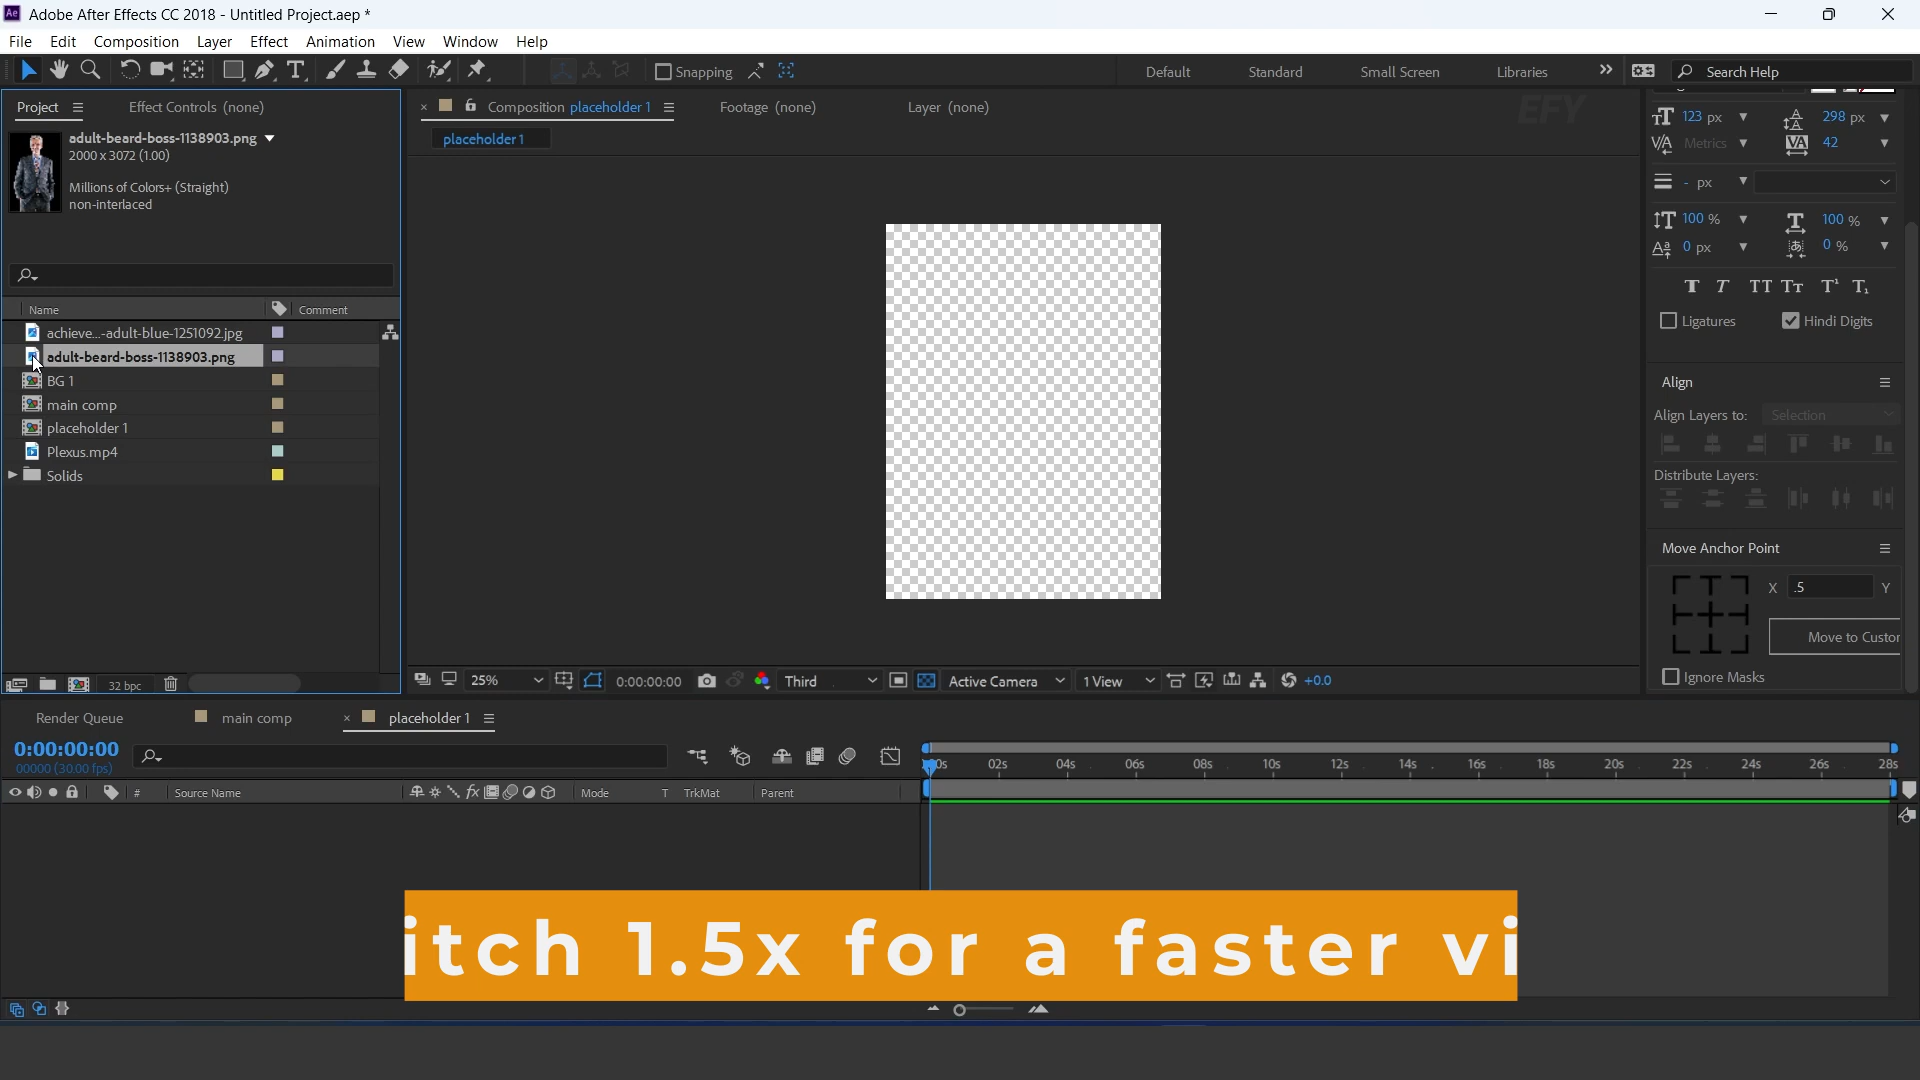 Ae Adobe After Effects CC 2018 - Untitled Project.aep *
File Edit Composition Layer Effect Animation View Window Help
Snapping
Default Standard Small Screen Libraries
Search Help
Project
Effect Controls (none)
adult-beard-boss-1138903.png
2000 x 3072 (1.00)
Millions of Colors+ (Straight)
non-interlaced
Name Comment
achieve...-adult-blue-1251092.jpg
adult-beard-boss-1138903.png
BG 1
main comp
placeholder 1
Plexus.mp4
Solids
32 bpc
Composition placeholder 1
Footage (none)
Layer (none)
placeholder 1
EFY
25%
0:00:00:00
Third
Active Camera
1 View
+0.0
123 px
298 px
Metrics
42
- px
100 %
100 %
0 px
0 %
Ligatures
Hindi Digits
Align
Align Layers to: Selection
Distribute Layers:
Move Anchor Point
X .5 Y
Move to Custor
Ignore Masks
Render Queue
main comp
placeholder 1
0:00:00:00
00000 (30.00 fps)
# Source Name
fx
Mode T TrkMat Parent
02s 04s 06s 08s 10s 12s 14s 16s 18s 20s 22s 24s 26s 28s
itch 1.5x for a faster vi